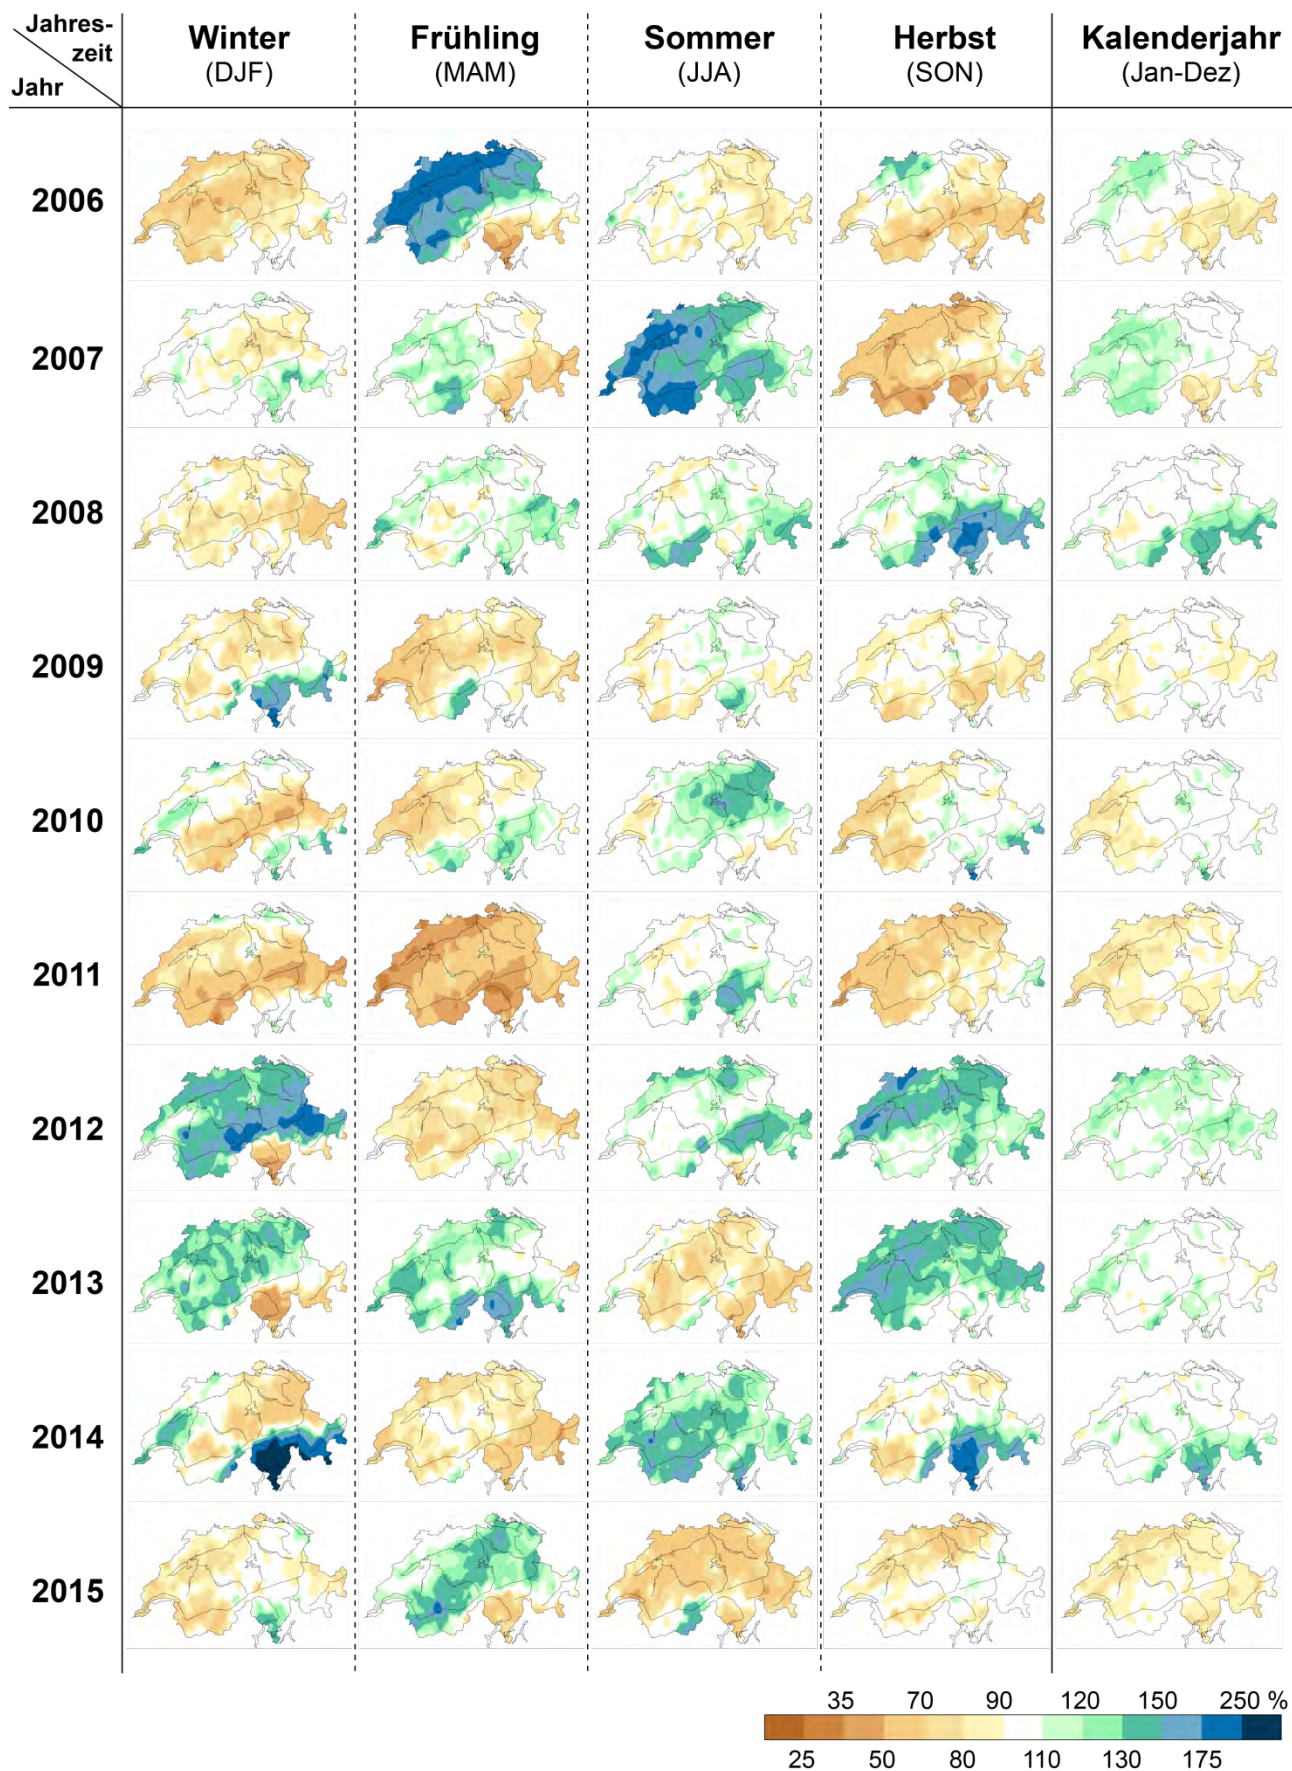 Jahres-
zeit
Jahr
Winter
(DJF)
Frühling
(MAM)
Sommer
(JJA)
Herbst
(SON)
Kalenderjahr
(Jan-Dez)
2006
2007
2008
2009
2010
2011
2012
2013
2014
2015
35 70 90 120 150 250 %
25 50 80 110 130 175